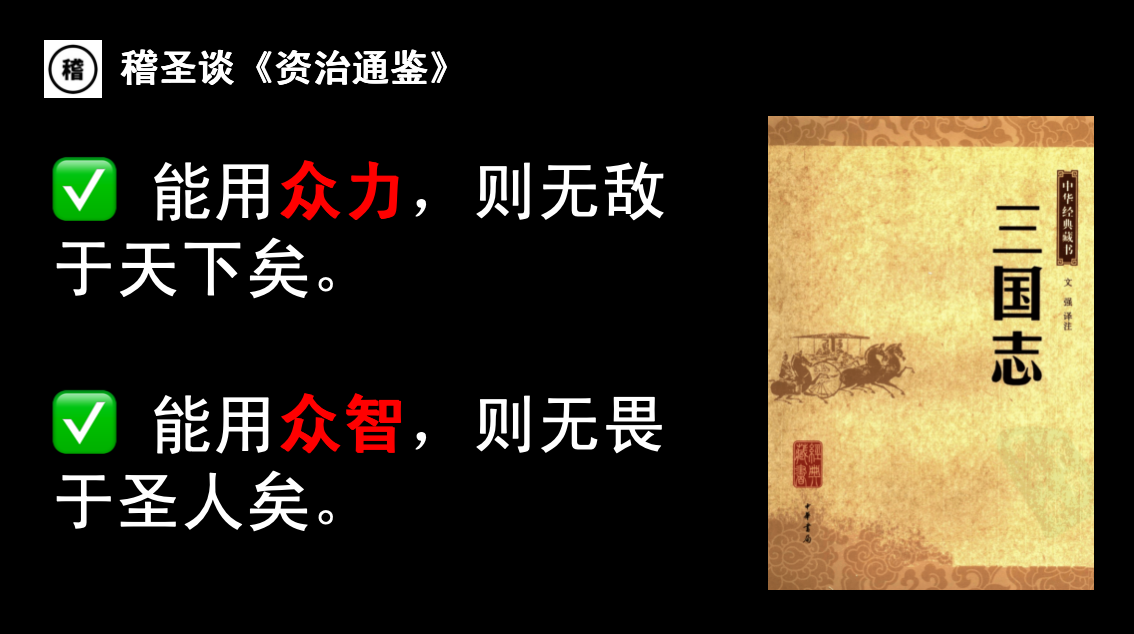 稽
稽圣谈《资治通鉴》
✅ 能用众力，则无敌
于天下矣。
✅ 能用众智，则无畏
于圣人矣。
中华经典藏书
三国志
文强 译注
經典藏書
中华书局